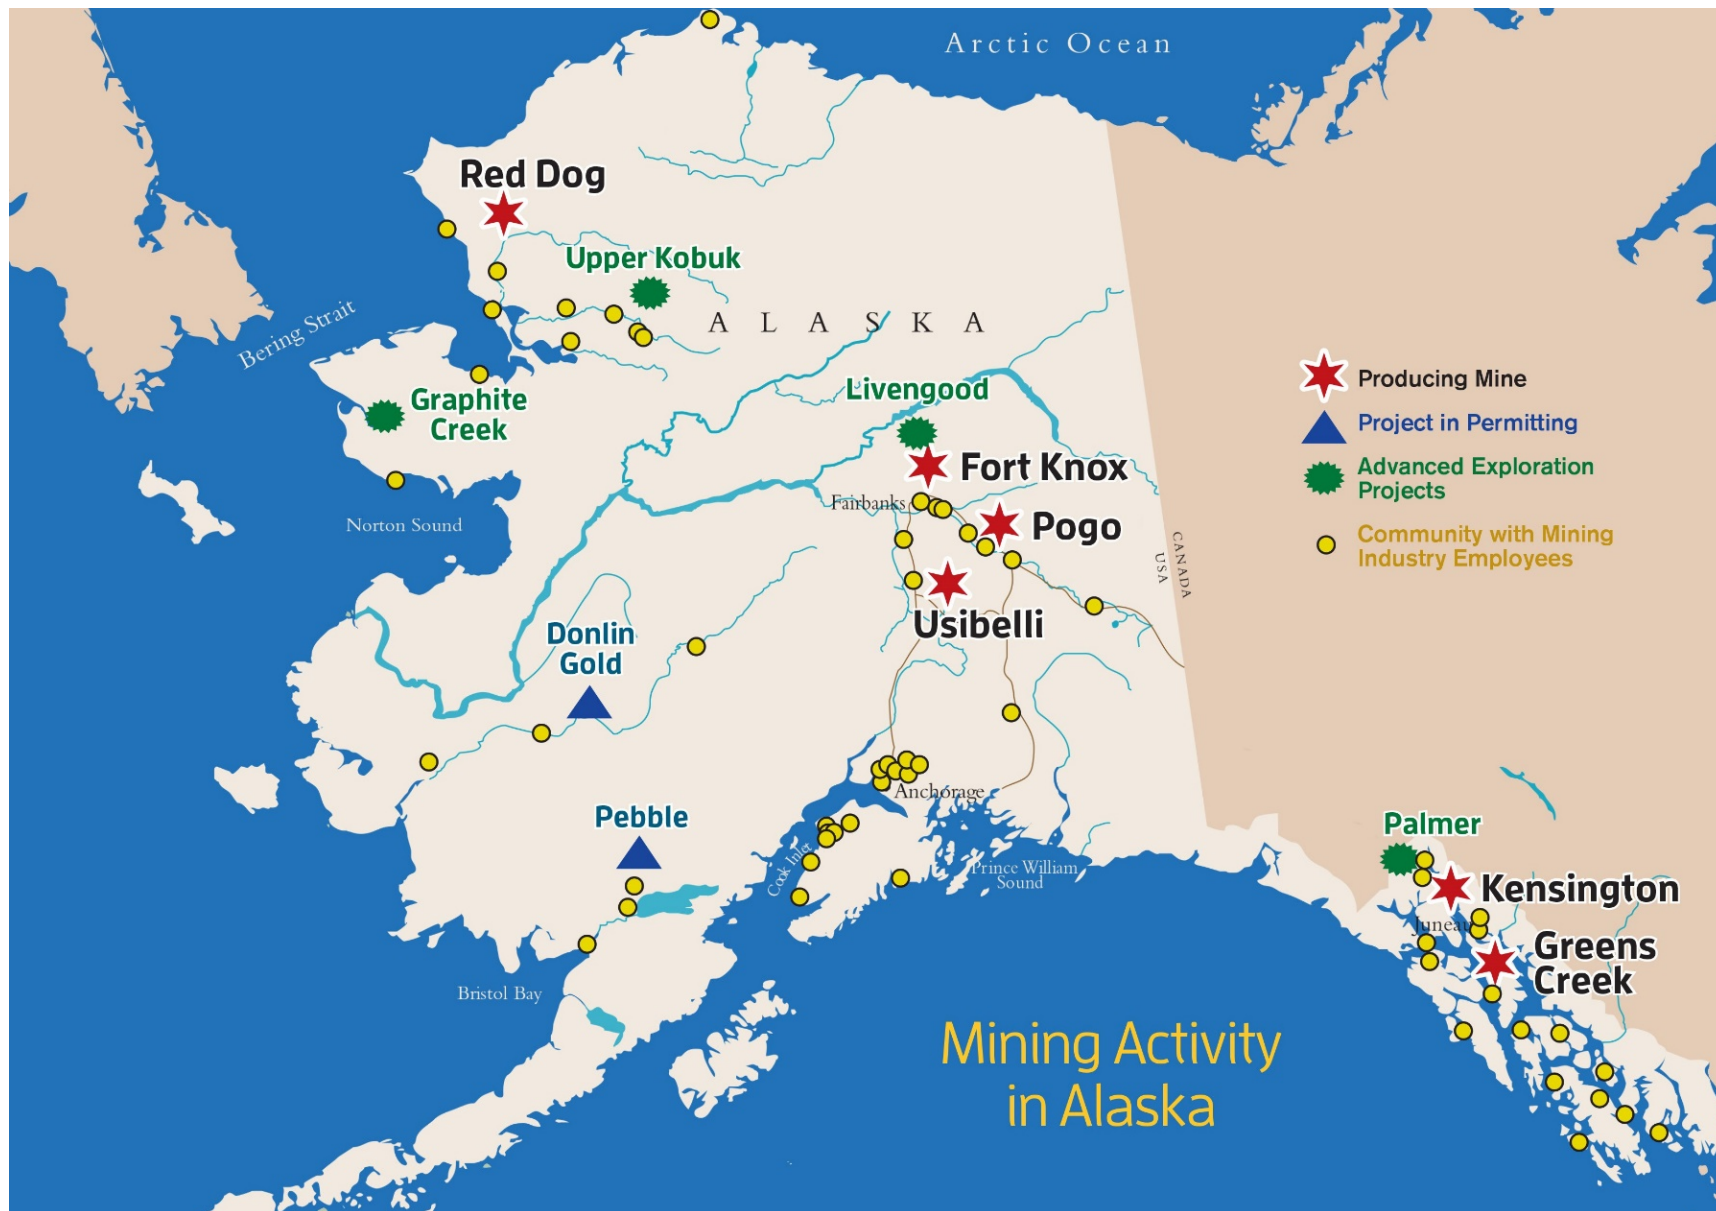 Arctic Ocean
Red Dog
Upper Kobuk
Bering Strait
ALASKA
Graphite
Creek
Livengood
Producing Mine
Project in Permitting
Advanced Exploration
Projects
Community with Mining
Industry Employees
Fort Knox
Fairbanks
Norton Sound
Pogo
CANADA
USA
Usibelli
Donlin
Gold
Anchorage
Pebble
Cook Inlet
Prince William
Sound
Palmer
Kensington
Juneau
Greens
Creek
Bristol Bay
Mining Activity
in Alaska